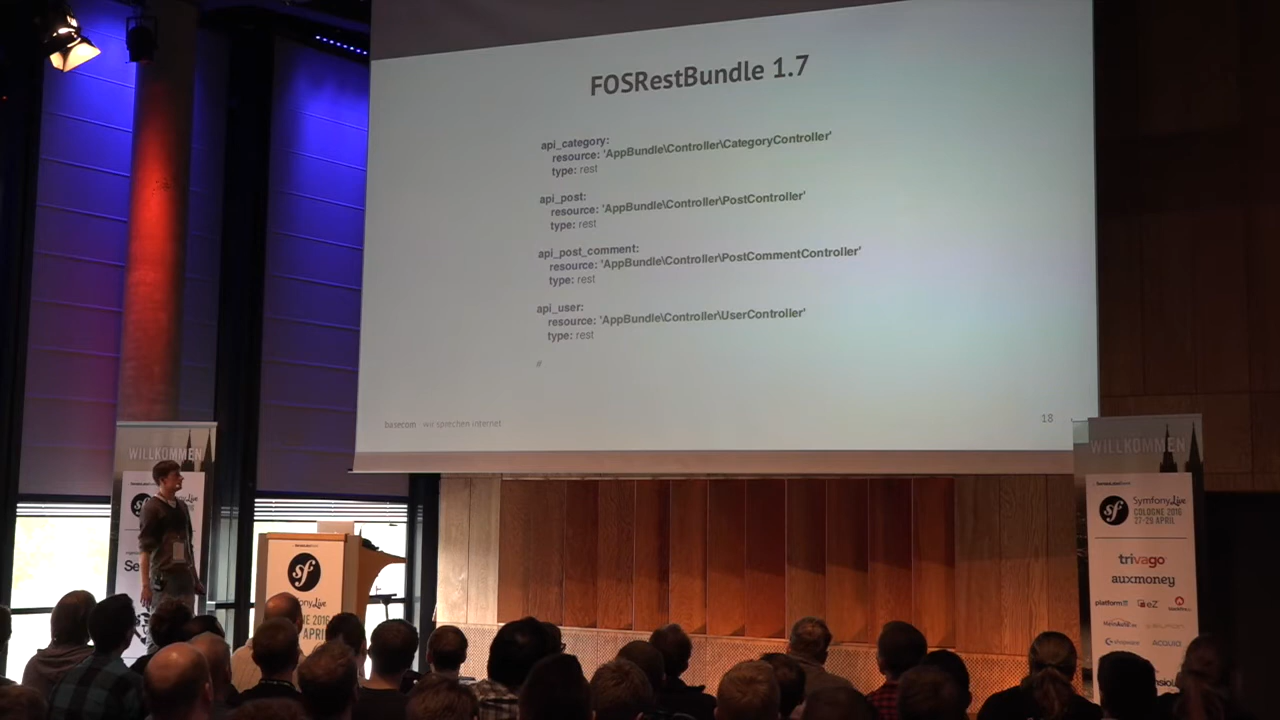 FOSRestBundle 1.7
api_category:
resource: 'AppBundle\Controller\CategoryController'
type: rest
api_post:
resource: 'AppBundle\Controller\PostController'
type: rest
api_post_comment:
resource: 'AppBundle\Controller\PostCommentController'
type: rest
api_user:
resource: 'AppBundle\Controller\UserController'
type: rest
basecom - wir sprechen internet
18
WILLKOMMEN
sf
WILLKOMMEN
sf
SymfonyLive
COLOGNE 2016
27-29 APRIL
trivago
auxmoney
platform
eZ
ACQUIA